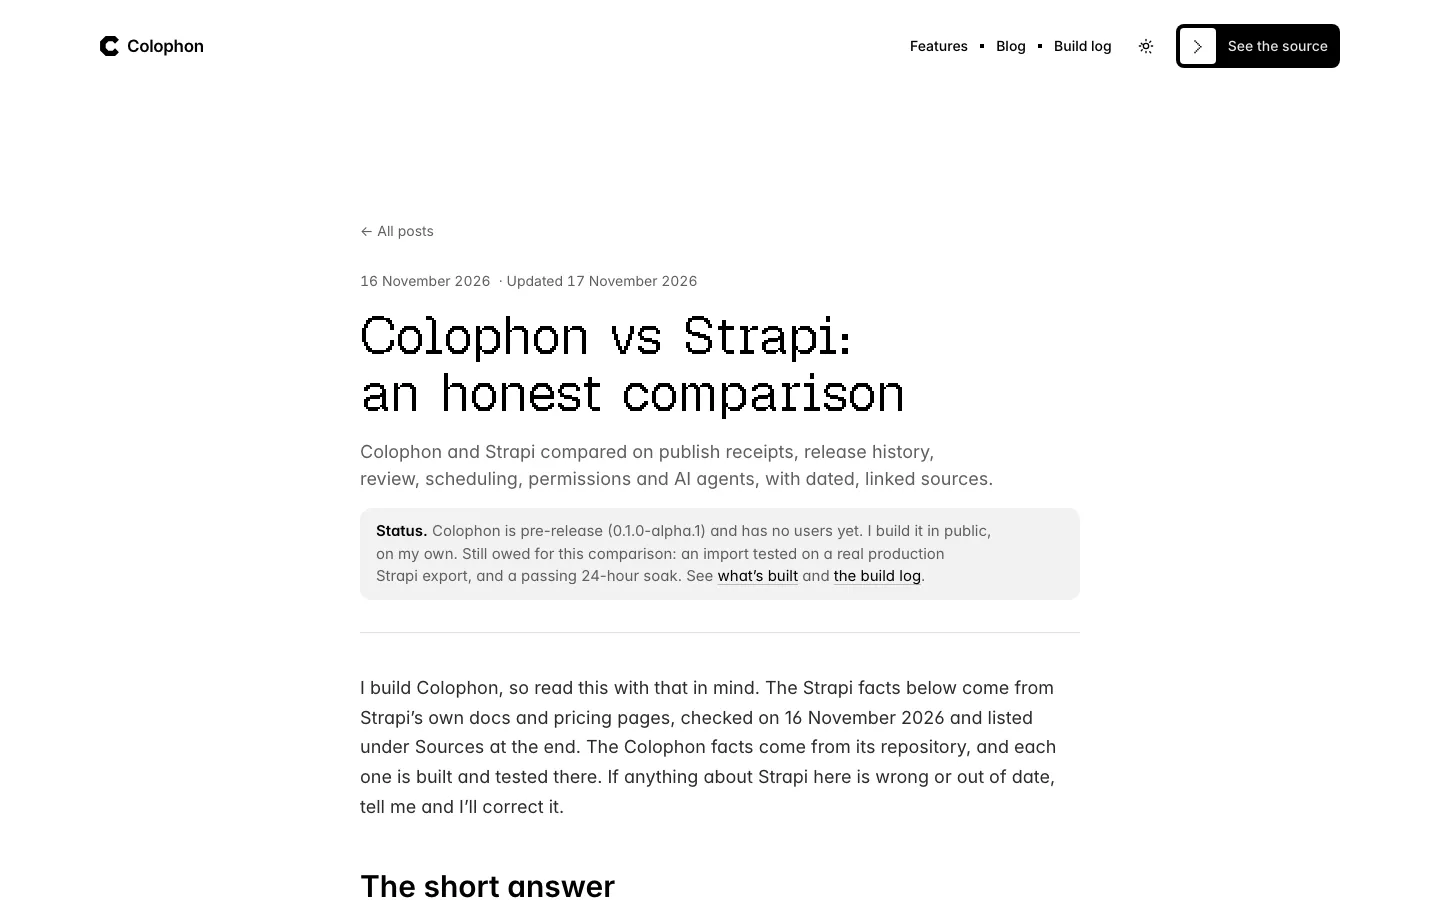 Colophon
Features
Blog
Build log
See the source
← All posts
16 November 2026 · Updated 17 November 2026
Colophon vs Strapi:
an honest comparison
Colophon and Strapi compared on publish receipts, release history,
review, scheduling, permissions and AI agents, with dated, linked sources.
Status. Colophon is pre-release (0.1.0-alpha.1) and has no users yet. I build it in public,
on my own. Still owed for this comparison: an import tested on a real production
Strapi export, and a passing 24-hour soak. See what’s built and the build log.
I build Colophon, so read this with that in mind. The Strapi facts below come from
Strapi’s own docs and pricing pages, checked on 16 November 2026 and listed
under Sources at the end. The Colophon facts come from its repository, and each
one is built and tested there. If anything about Strapi here is wrong or out of date,
tell me and I’ll correct it.
The short answer